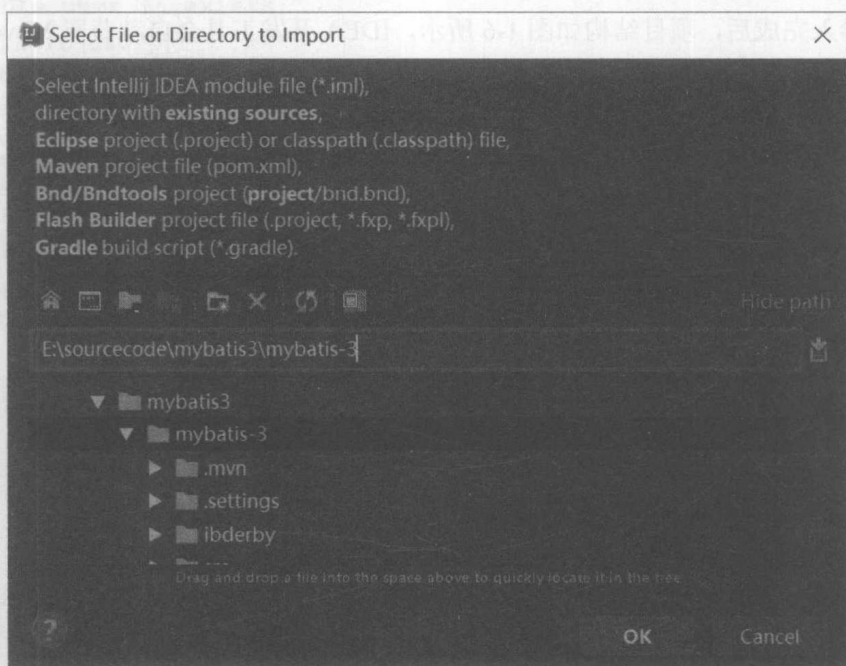 Select File or Directory to Import
Select Intellij IDEA module file (*.iml),
directory with existing sources,
Eclipse project (.project) or classpath (.classpath) file,
Maven project file (pom.xml),
Bnd/Bndtools project (project/bnd.bnd),
Flash Builder project file (.project, *.fxp, *.fxpl),
Gradle build script (*.gradle).
Hide path
E:\sourcecode\mybatis3\mybatis-3
mybatis3
mybatis-3
.mvn
.settings
ibderby
Drag and drop a file into the space above to quickly locate it in the tree
?
OK
Cancel